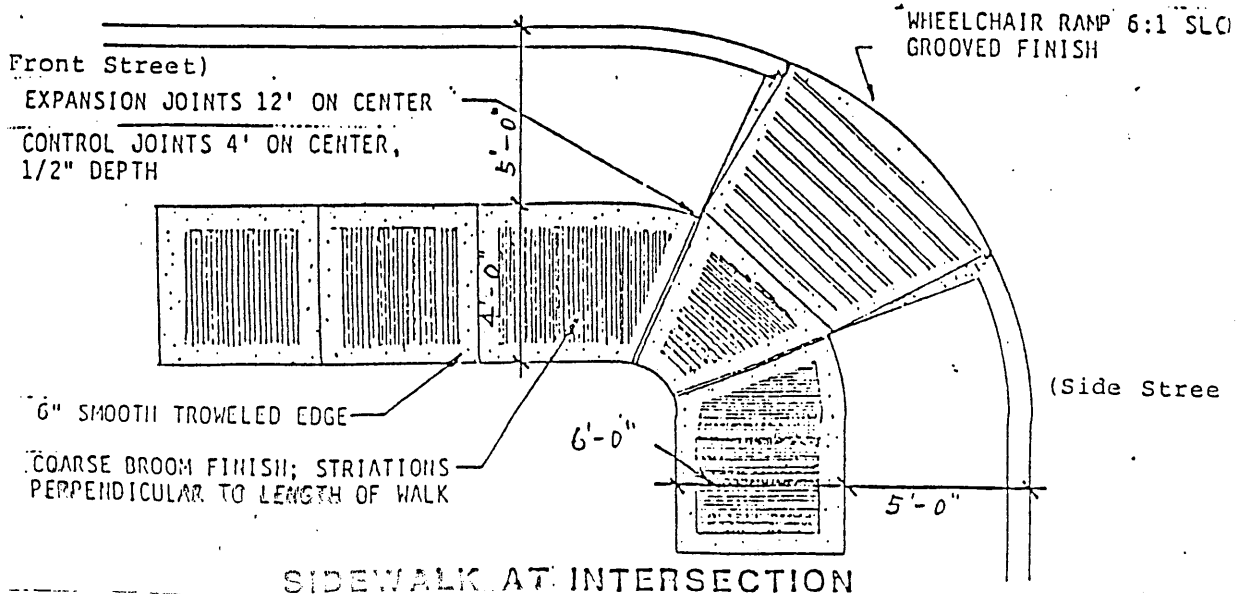 WHEELCHAIR RAMP 6:1 SLO
GROOVED FINISH
Front Street)
EXPANSION JOINTS 12' ON CENTER
CONTROL JOINTS 4' ON CENTER,
1/2" DEPTH
5'-0"
4'-0"
6" SMOOTH TROWELED EDGE
(Side Stree
6'-0"
COARSE BROOM FINISH; STRIATIONS
PERPENDICULAR TO LENGTH OF WALK
5'-0"
SIDEWALK AT INTERSECTION